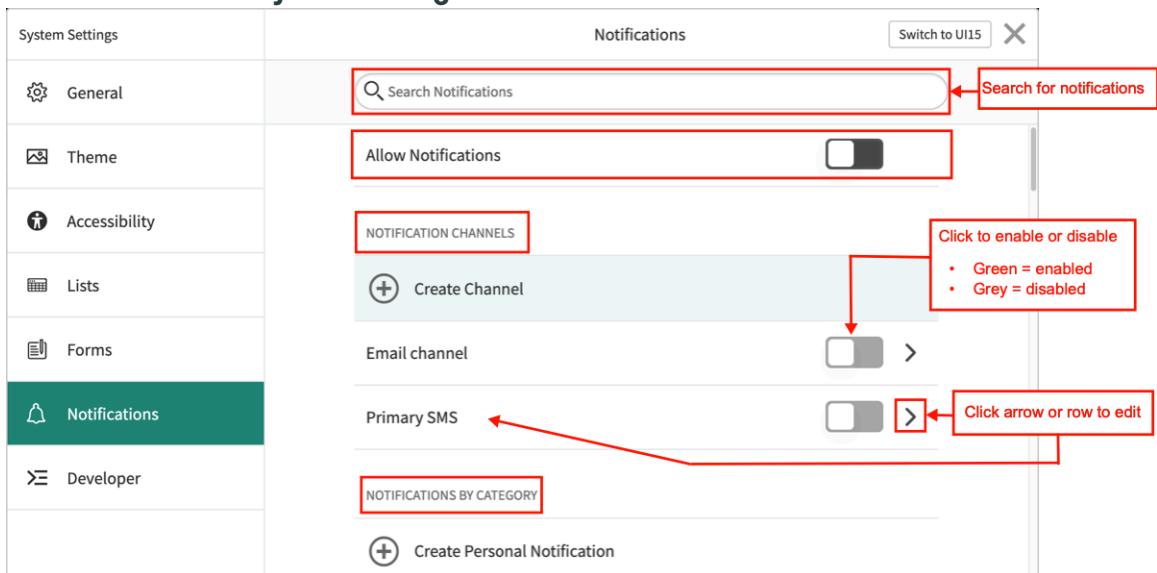 System Settings
Notifications
Switch to UI15
General
Search Notifications
Search for notifications
Theme
Allow Notifications
Accessibility
NOTIFICATION CHANNELS
Click to enable or disable
• Green = enabled
• Grey = disabled
Lists
Create Channel
Forms
Email channel
Notifications
Primary SMS
Click arrow or row to edit
Developer
NOTIFICATIONS BY CATEGORY
Create Personal Notification